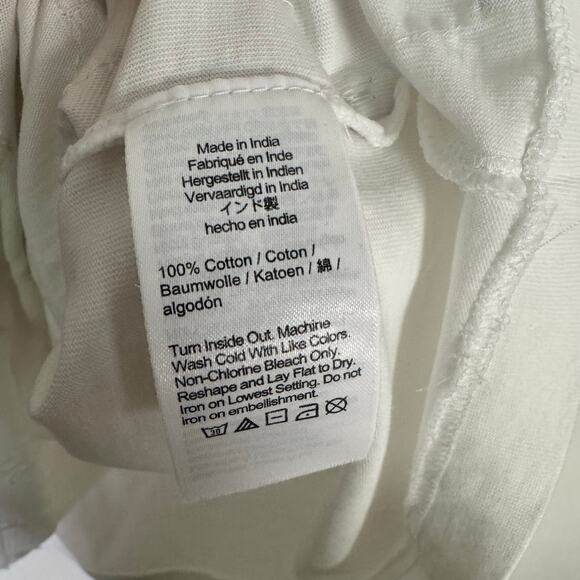 Made in India
Fabriqué en Inde
Hergestellt in Indien
Vervaardigd in India
インド製
hecho en india
100% Cotton / Coton /
Baumwolle / Katoen / 綿 /
algodón
Turn Inside Out. Machine
Wash Cold With Like Colors.
Non-Chlorine Bleach Only.
Reshape and Lay Flat to Dry.
Iron on Lowest Setting. Do not
iron on embellishment.
30